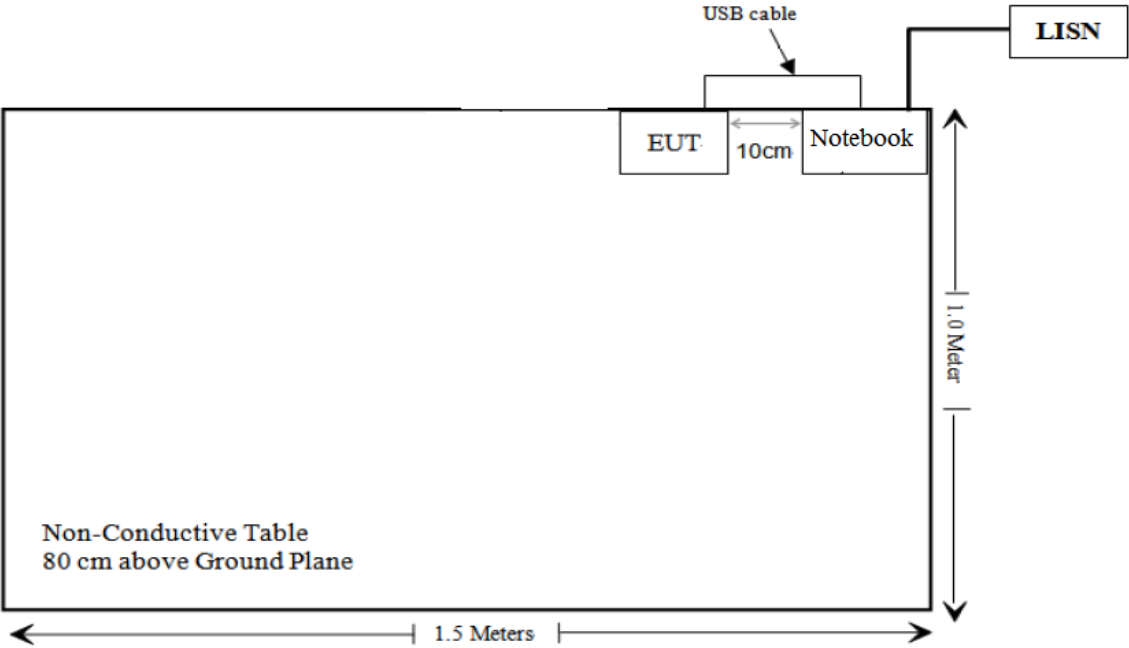 USB cable
LISN
EUT
10cm
Notebook
1.0 Meter
Non-Conductive Table
80 cm above Ground Plane
1.5 Meters